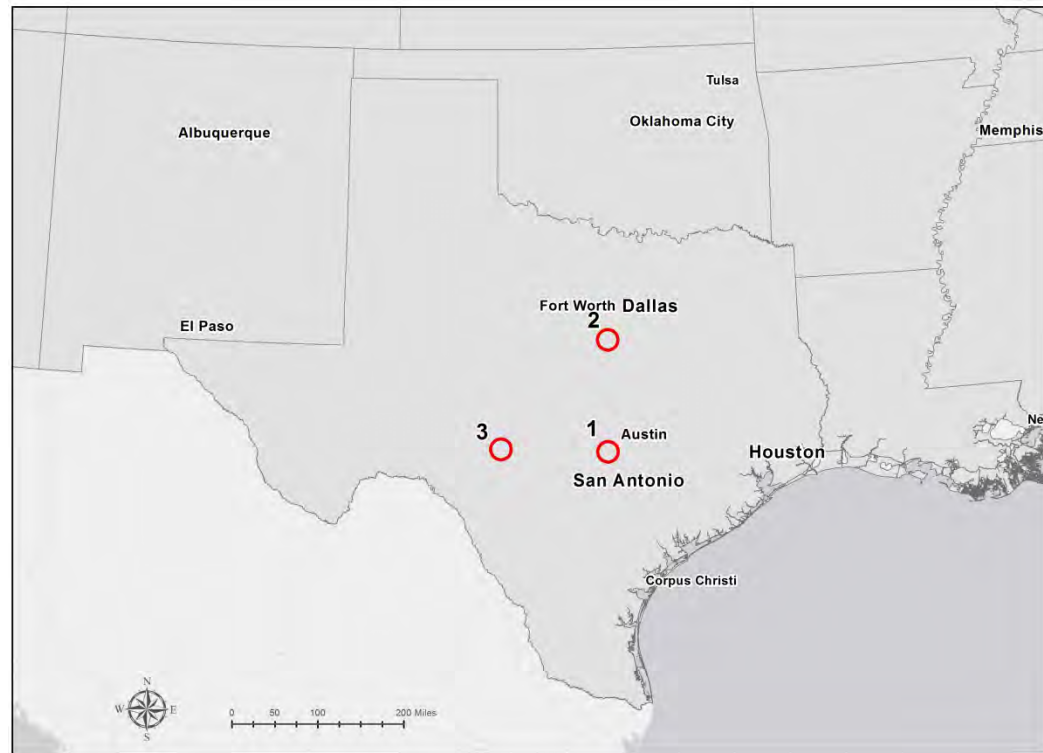 Tulsa
Oklahoma City
Albuquerque
Memphis
Fort Worth Dallas
2
El Paso
3
1
Austin
Houston
San Antonio
Ne
Corpus Christi
N
W E
S
0 50 100 200 Miles